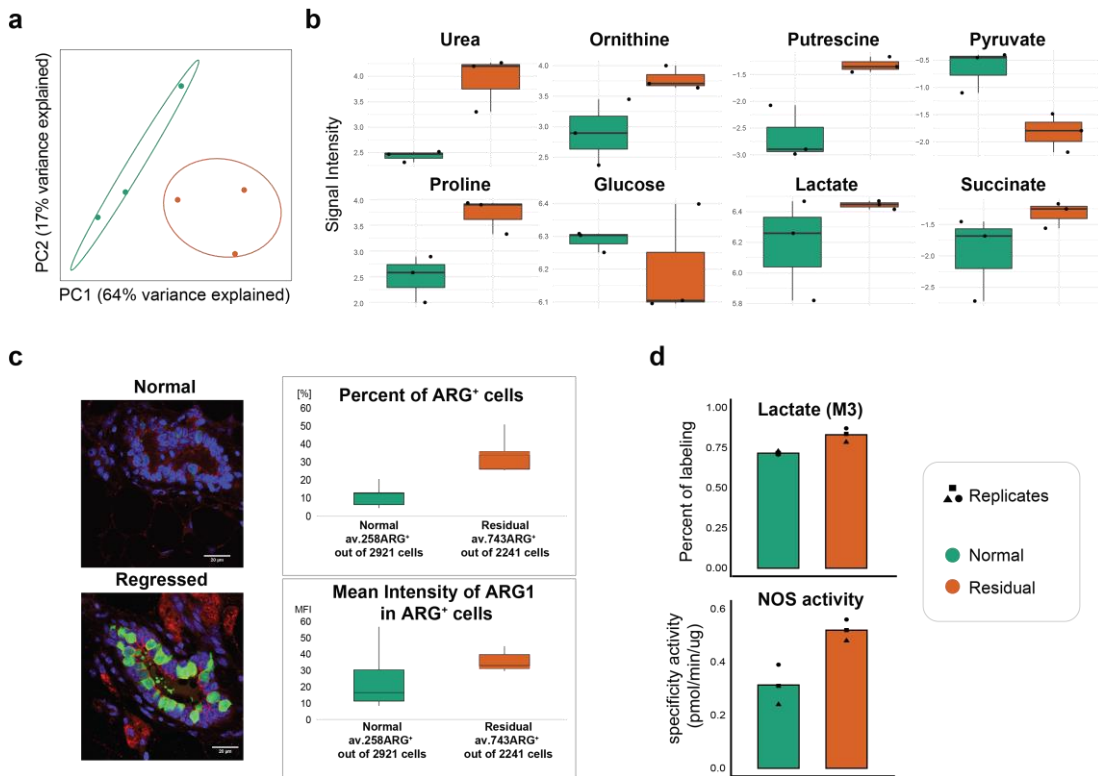 a
PC2 (17% variance explained)
PC1 (64% variance explained)
b
Signal Intensity
Urea
4.0
3.5
3.0
2.5
Ornithine
4.0
3.5
3.0
2.5
Putrescine
−1.5
−2.0
−2.5
−3.0
Pyruvate
−0.5
−1.0
−1.5
−2.0
Proline
4.0
3.5
3.0
2.5
2.0
Glucose
6.4
6.3
6.2
6.1
Lactate
6.4
6.2
6.0
5.8
Succinate
−1.5
−2.0
−2.5
c
Normal
20 µm
Regressed
20 µm
Percent of ARG⁺ cells
[%]
60
50
40
30
20
10
0
Normal
av.258ARG⁺
out of 2921 cells
Residual
av.743ARG⁺
out of 2241 cells
Mean Intensity of ARG1
in ARG⁺ cells
MFI
60
50
40
30
20
10
0
Normal
av.258ARG⁺
out of 2921 cells
Residual
av.743ARG⁺
out of 2241 cells
d
Lactate (M3)
Percent of labeling
1.00
0.75
0.50
0.25
0.00
NOS activity
specificity activity
(pmol/min/ug)
0.6
0.4
0.2
0.0
Replicates
Normal
Residual